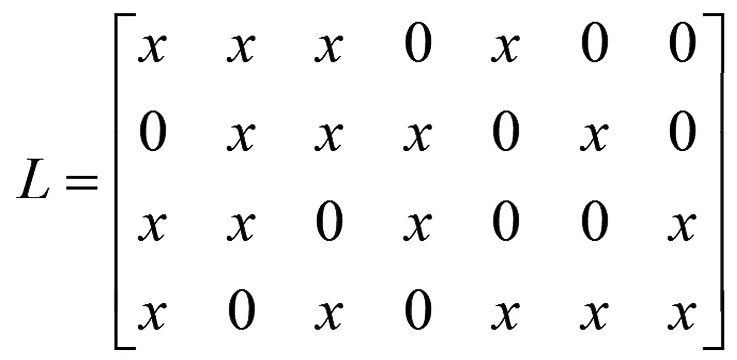 x x x 0 x 0 0
0 x x x 0 x 0
L =
x x 0 x 0 0 x
x 0 x 0 x x x